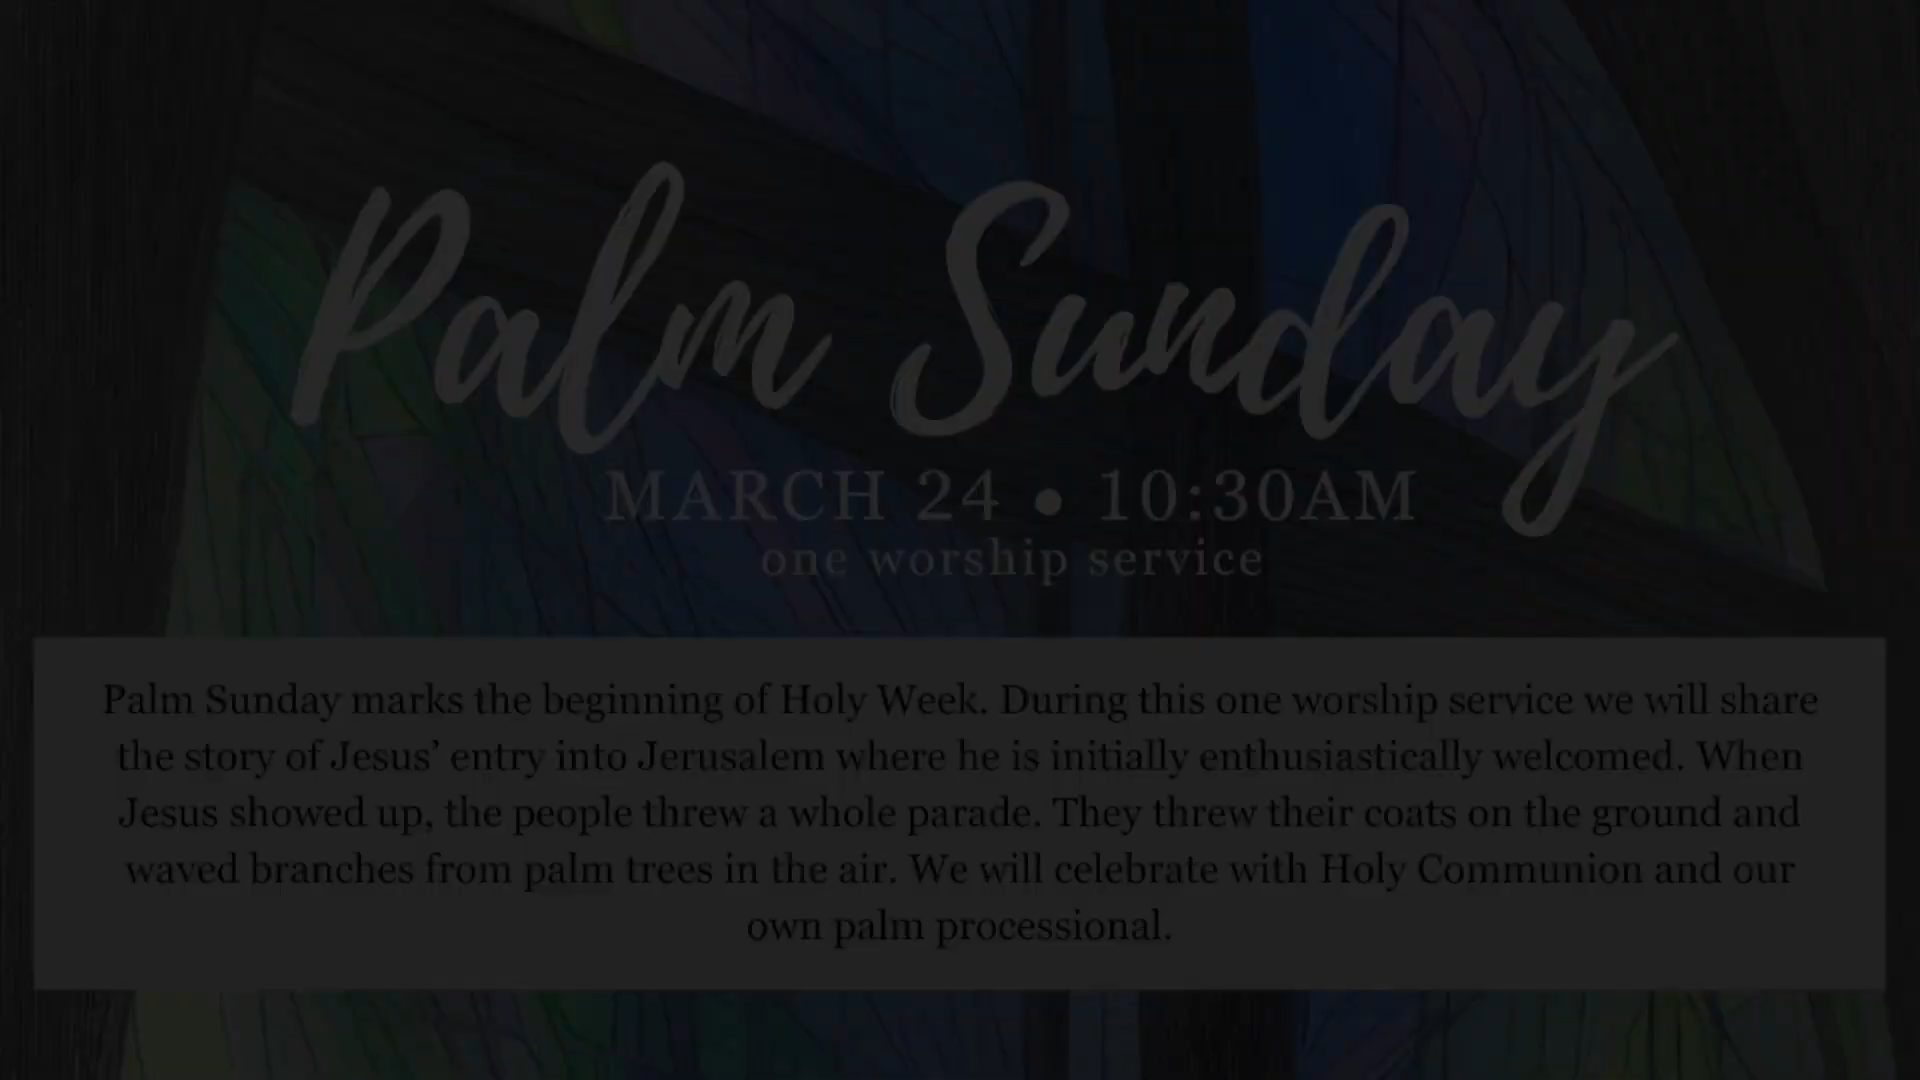 Palm Sunday
MARCH 24 • 10:30AM
one worship service
Palm Sunday marks the beginning of Holy Week. During this one worship service we will share
the story of Jesus’ entry into Jerusalem where he is initially enthusiastically welcomed. When
Jesus showed up, the people threw a whole parade. They threw their coats on the ground and
waved branches from palm trees in the air. We will celebrate with Holy Communion and our
own palm processional.